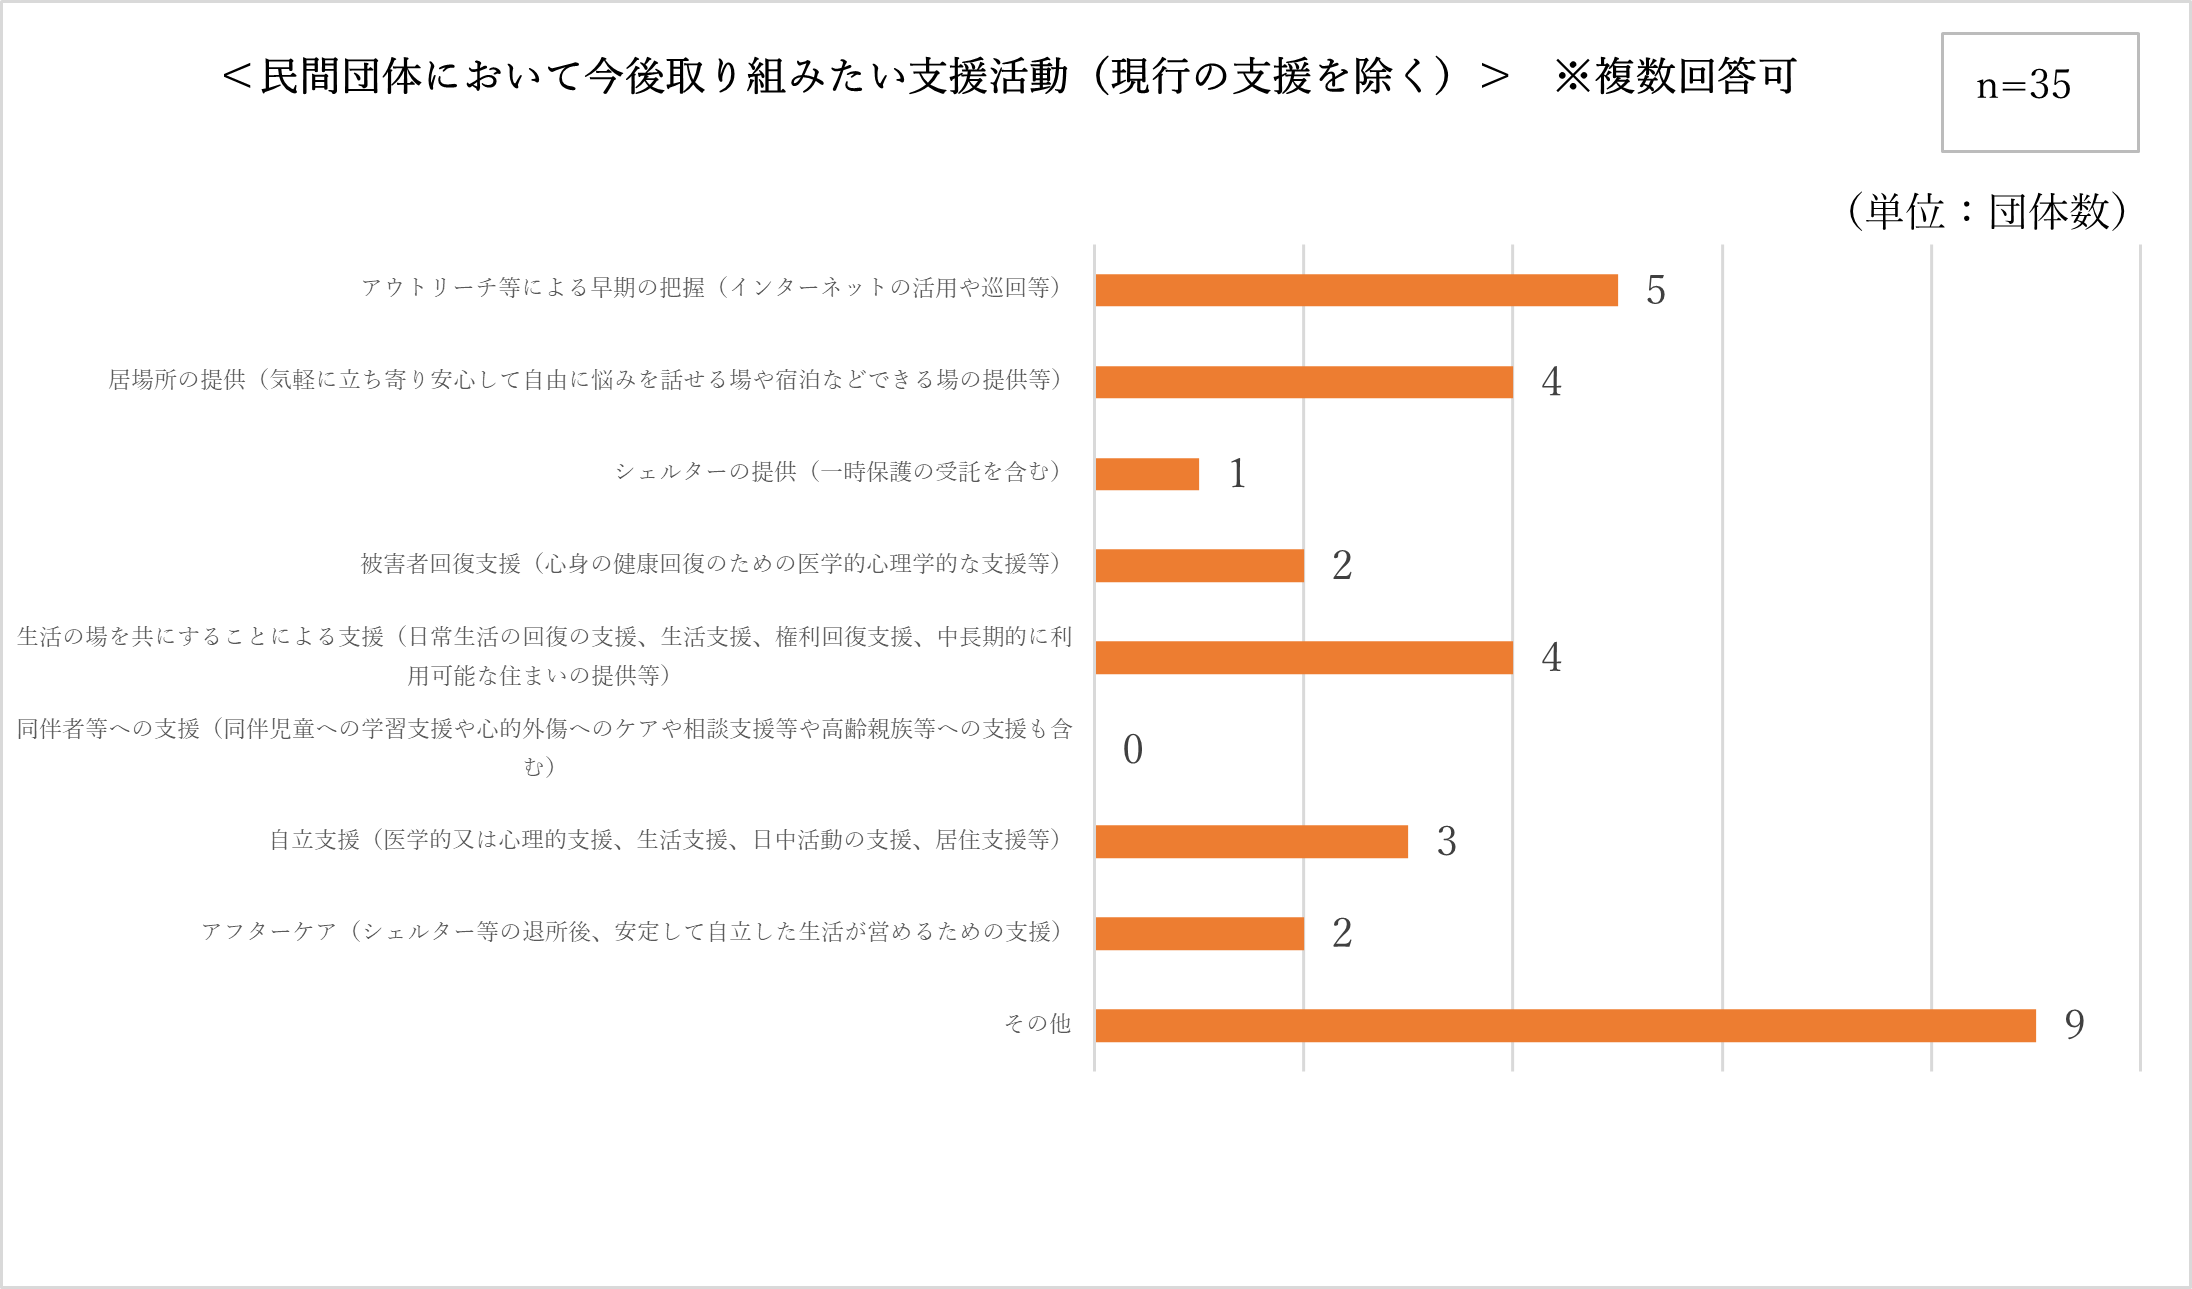 ＜民間団体において今後取り組みたい支援活動（現行の支援を除く）＞　※複数回答可
n=35
（単位：団体数）
アウトリーチ等による早期の把握（インターネットの活用や巡回等）
5
居場所の提供（気軽に立ち寄り安心して自由に悩みを話せる場や宿泊などできる場の提供等）
4
シェルターの提供（一時保護の受託を含む）
1
被害者回復支援（心身の健康回復のための医学的心理学的な支援等）
2
生活の場を共にすることによる支援（日常生活の回復の支援、生活支援、権利回復支援、中長期的に利
用可能な住まいの提供等）
4
同伴者等への支援（同伴児童への学習支援や心的外傷へのケアや相談支援等や高齢親族等への支援も含
む）
0
自立支援（医学的又は心理的支援、生活支援、日中活動の支援、居住支援等）
3
アフターケア（シェルター等の退所後、安定して自立した生活が営めるための支援）
2
その他
9